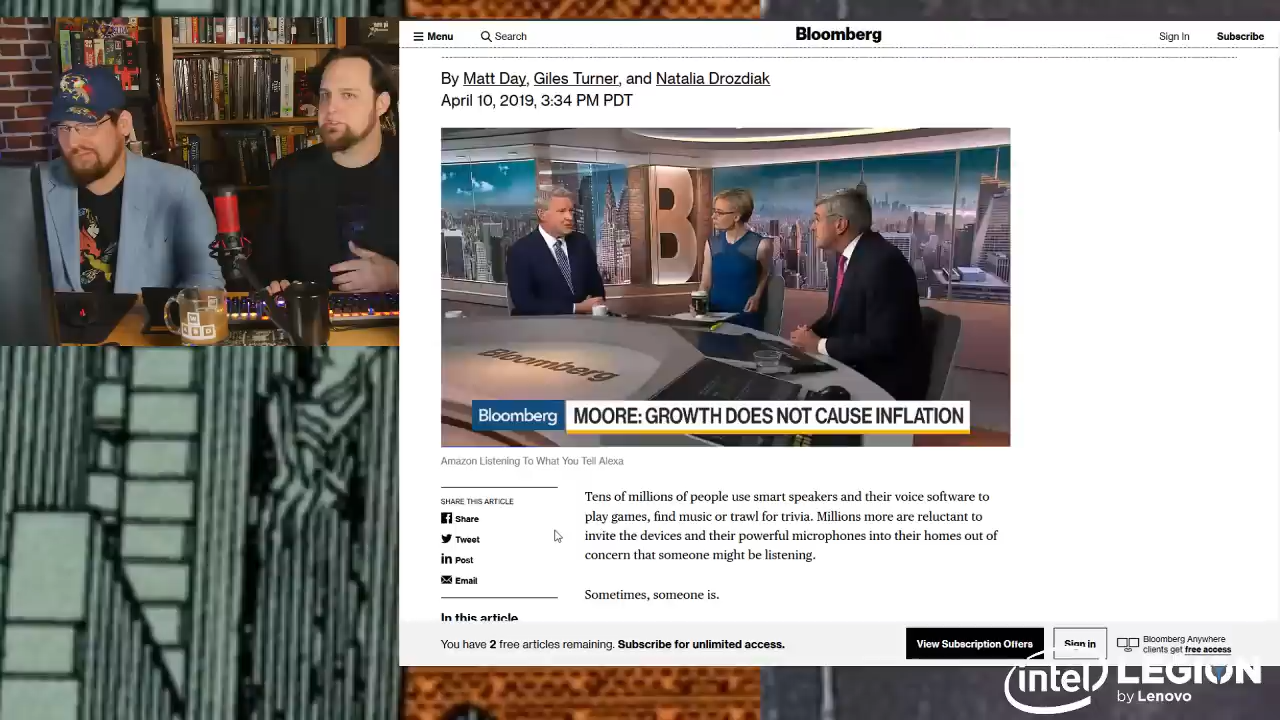 Menu
Search
Bloomberg
Sign In
Subscribe
By Matt Day, Giles Turner, and Natalia Drozdiak
April 10, 2019, 3:34 PM PDT
B
Bloomberg
Bloomberg
MOORE: GROWTH DOES NOT CAUSE INFLATION
Amazon Listening To What You Tell Alexa
SHARE THIS ARTICLE
Share
Tweet
Post
Email
In this article
Tens of millions of people use smart speakers and their voice software to
play games, find music or trawl for trivia. Millions more are reluctant to
invite the devices and their powerful microphones into their homes out of
concern that someone might be listening.
Sometimes, someone is.
You have 2 free articles remaining. Subscribe for unlimited access.
View Subscription Offers
Sign in
Bloomberg Anywhere
clients get free access
intel
LEGION
by Lenovo